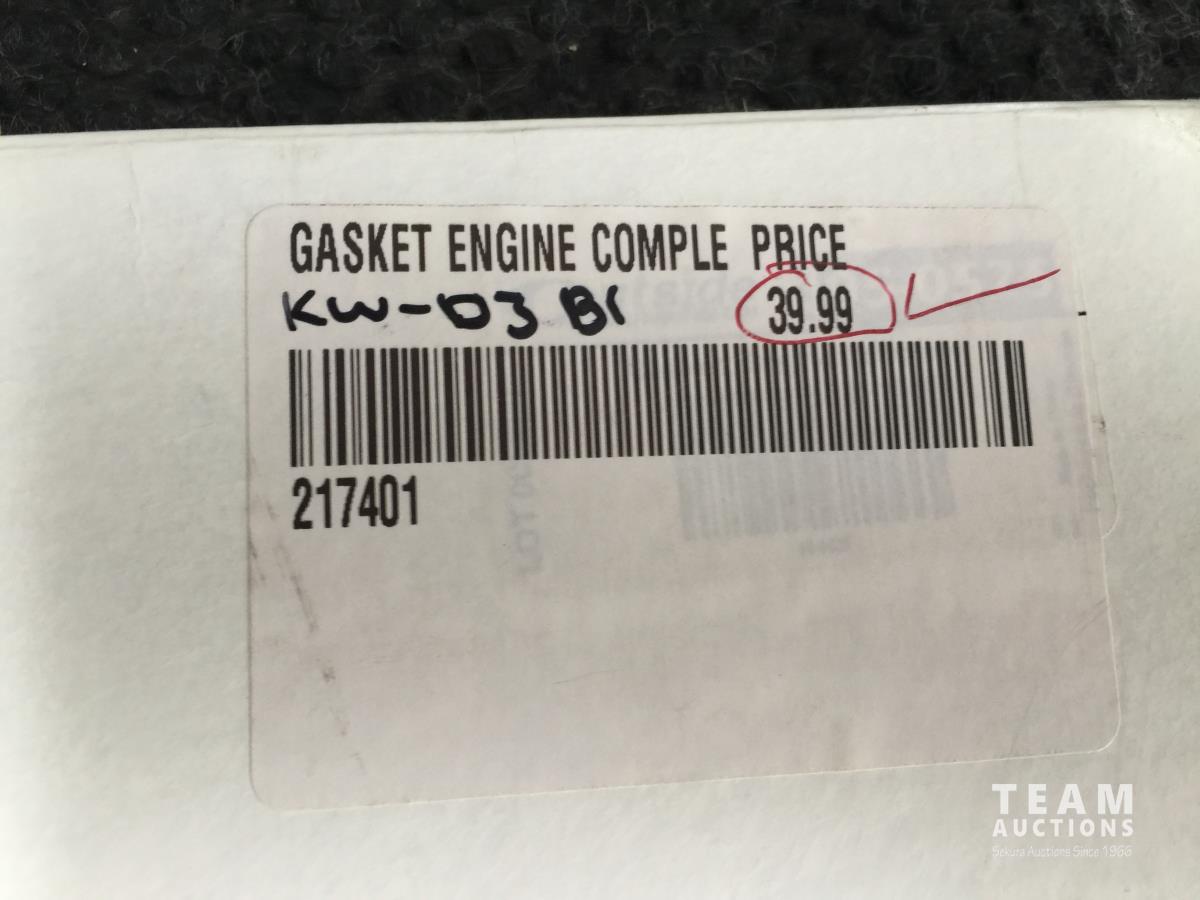 GASKET ENGINE COMPLE PRICE
KW-D3 B1 39.99
217401
TEAM
AUCTIONS
Sekura Auctions Since 1966